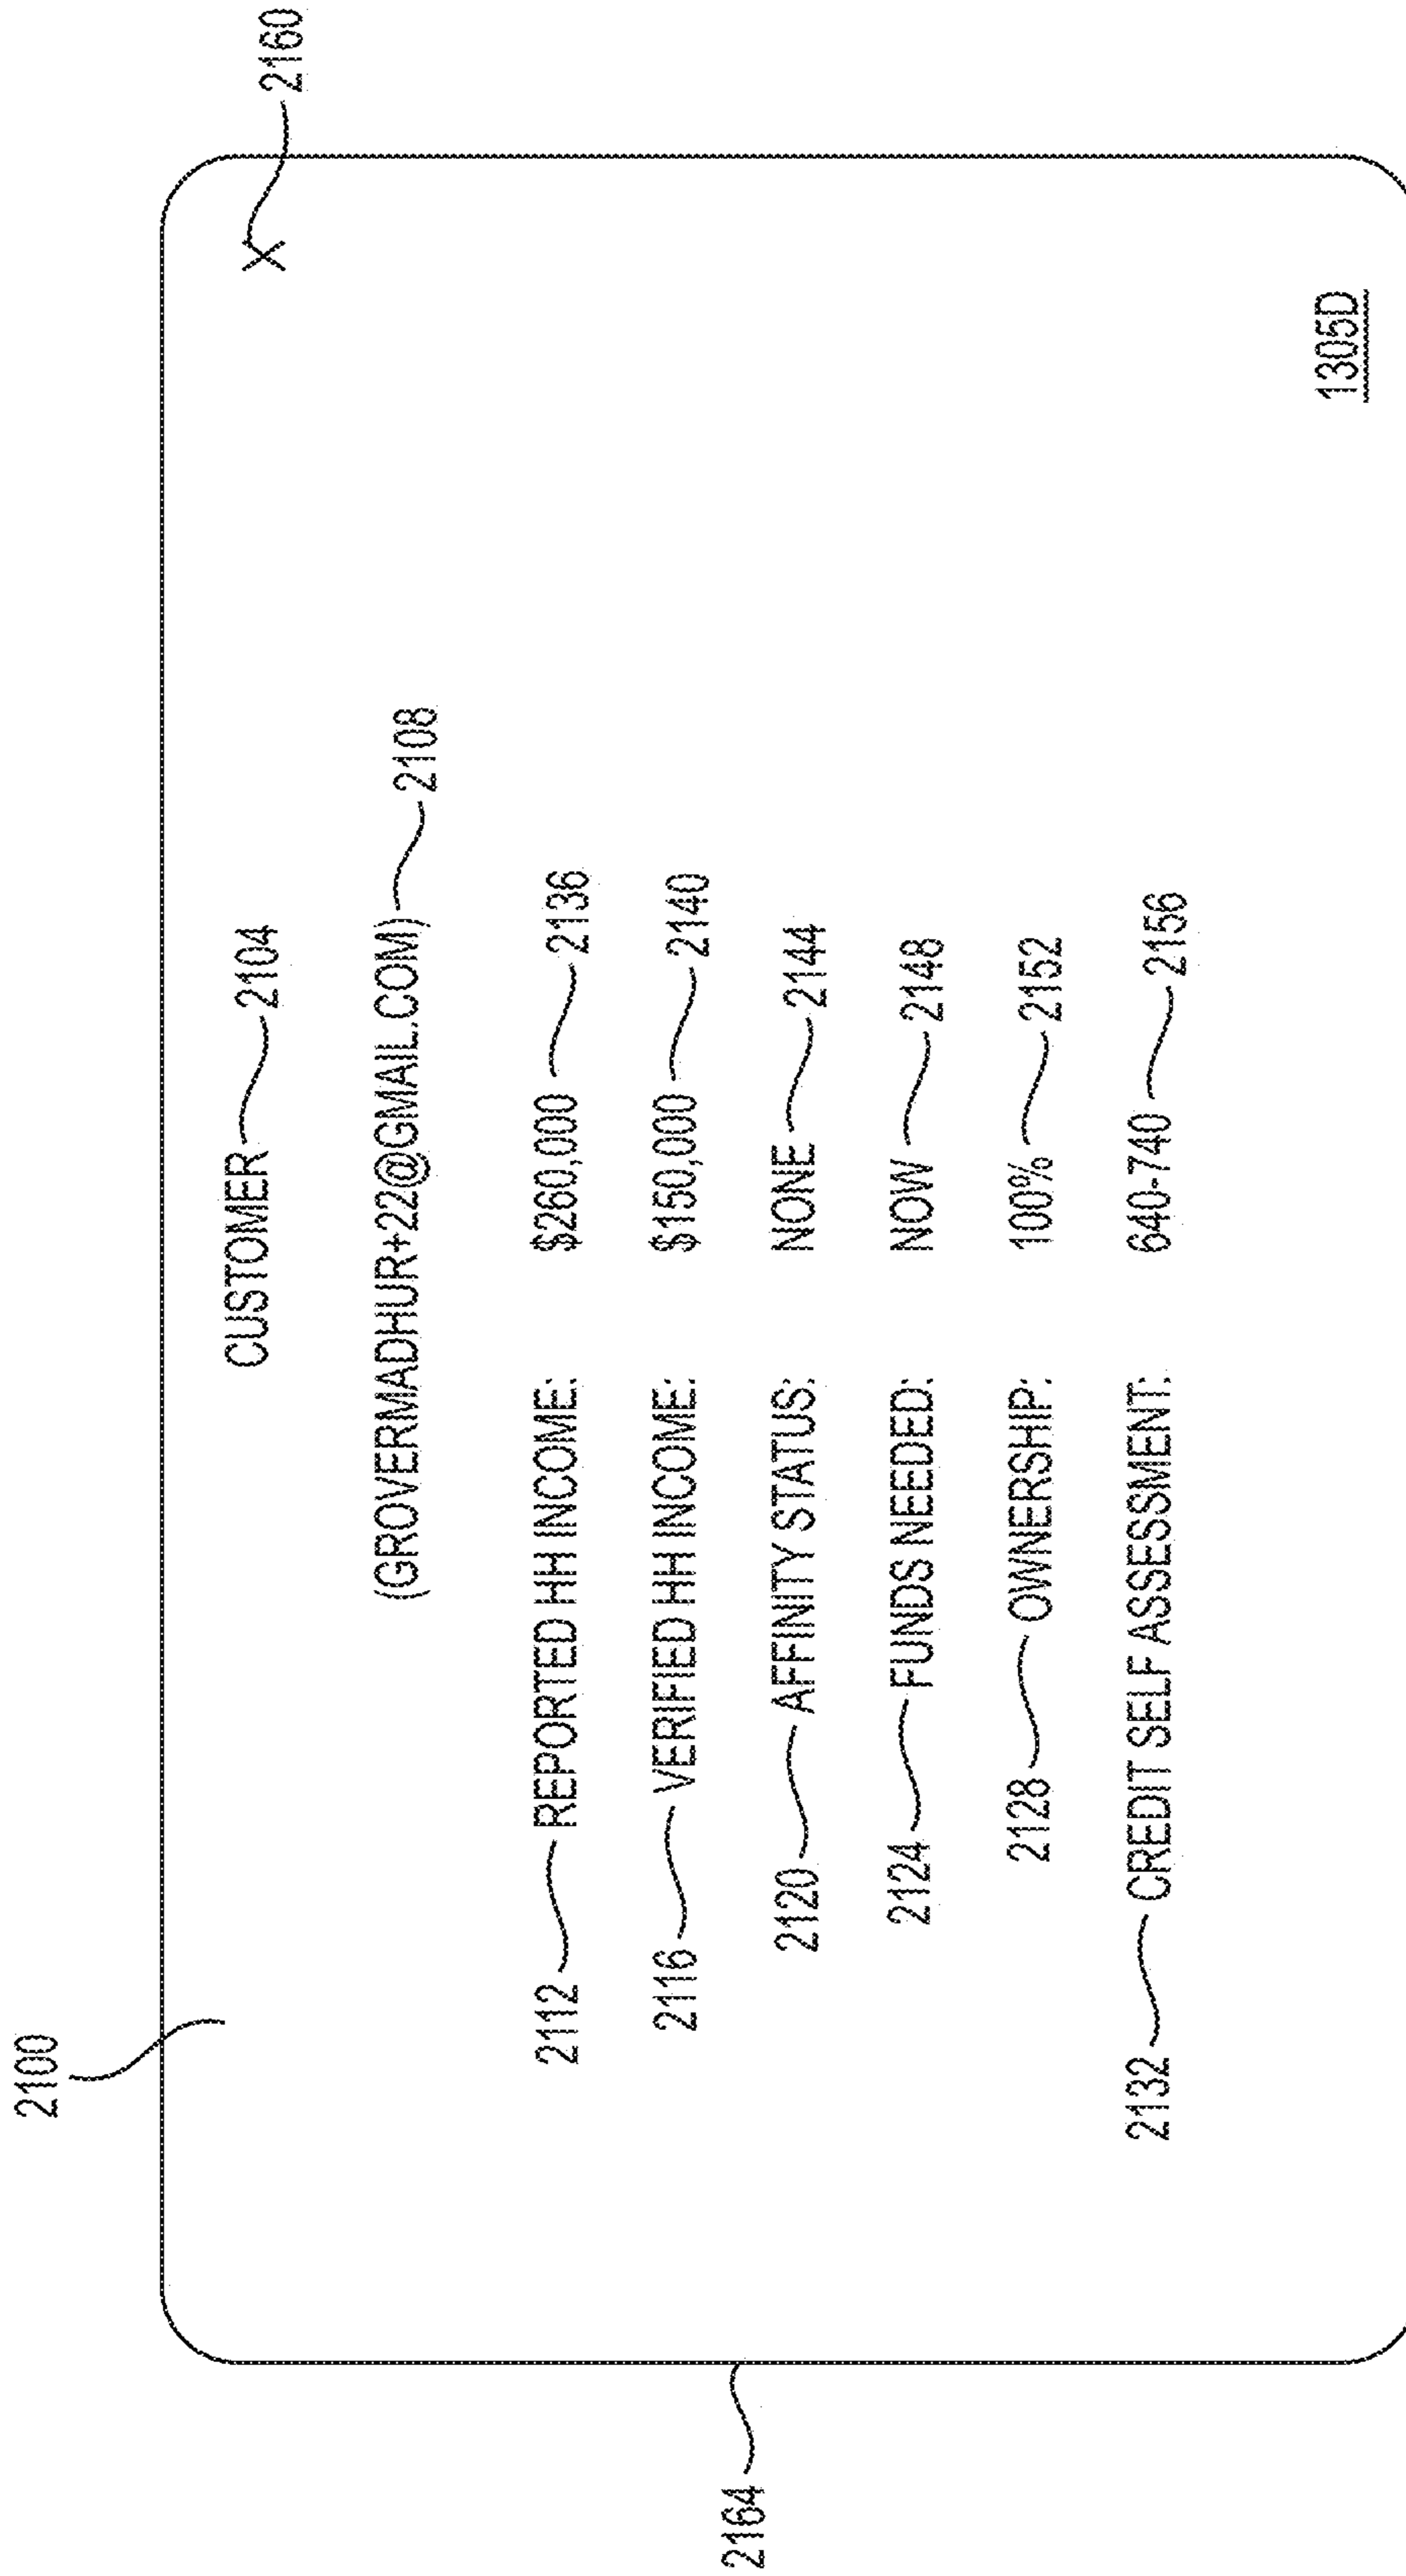 2100
CUSTOMER 2104
X 2160
(GROVERMADHUR+22@GMAIL.COM) 2108
2112 REPORTED HH INCOME: $260,000 2136
2116 VERIFIED HH INCOME: $150,000 2140
2120 AFFINITY STATUS: NONE 2144
2124 FUNDS NEEDED: NOW 2148
2128 OWNERSHIP: 100% 2152
2132 CREDIT SELF ASSESSMENT: 640-740 2156
2164
1305D